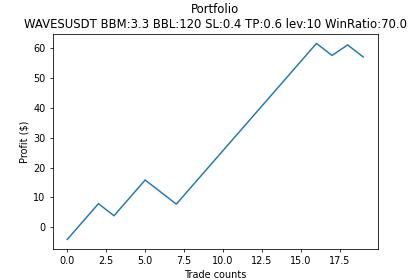 Portfolio
WAVESUSDT BBM:3.3 BBL:120 SL:0.4 TP:0.6 lev:10 WinRatio:70.0
60
50
40
30
20
10
0
Profit ($)
0.0 2.5 5.0 7.5 10.0 12.5 15.0 17.5
Trade counts